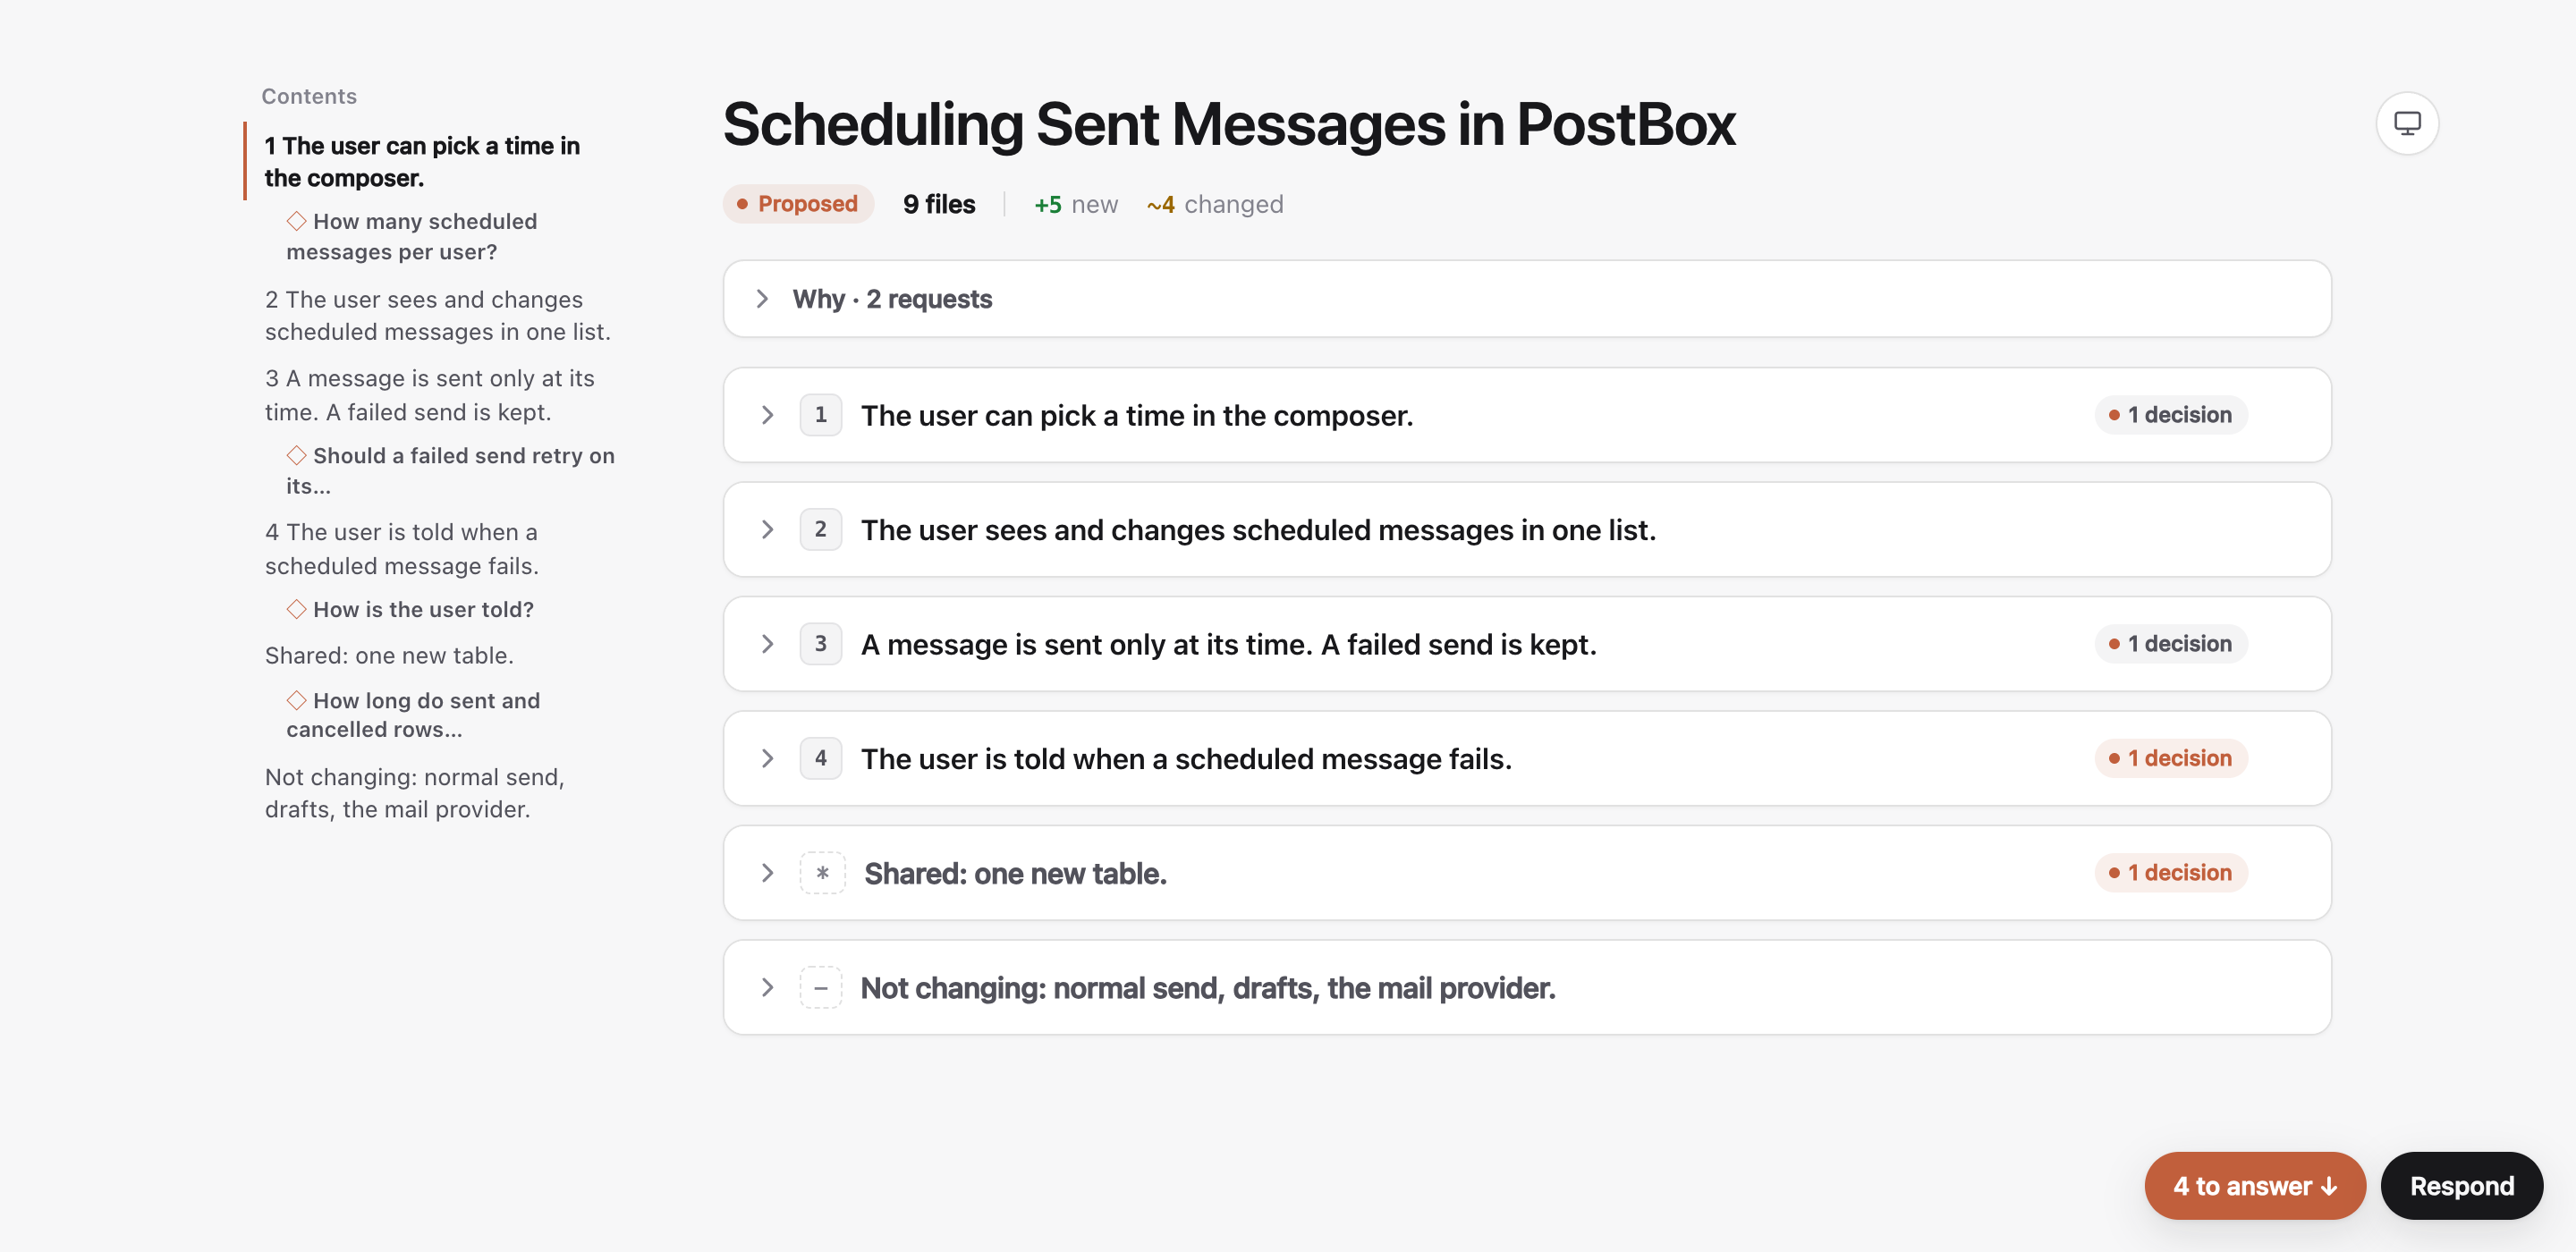 Contents
1 The user can pick a time in
the composer.
◇ How many scheduled
messages per user?
2 The user sees and changes
scheduled messages in one list.
3 A message is sent only at its
time. A failed send is kept.
◇ Should a failed send retry on
its...
4 The user is told when a
scheduled message fails.
◇ How is the user told?
Shared: one new table.
◇ How long do sent and
cancelled rows...
Not changing: normal send,
drafts, the mail provider.
Scheduling Sent Messages in PostBox
Proposed 9 files +5 new ~4 changed
Why · 2 requests
1 The user can pick a time in the composer. 1 decision
2 The user sees and changes scheduled messages in one list.
3 A message is sent only at its time. A failed send is kept. 1 decision
4 The user is told when a scheduled message fails. 1 decision
* Shared: one new table. 1 decision
– Not changing: normal send, drafts, the mail provider.
4 to answer ↓ Respond